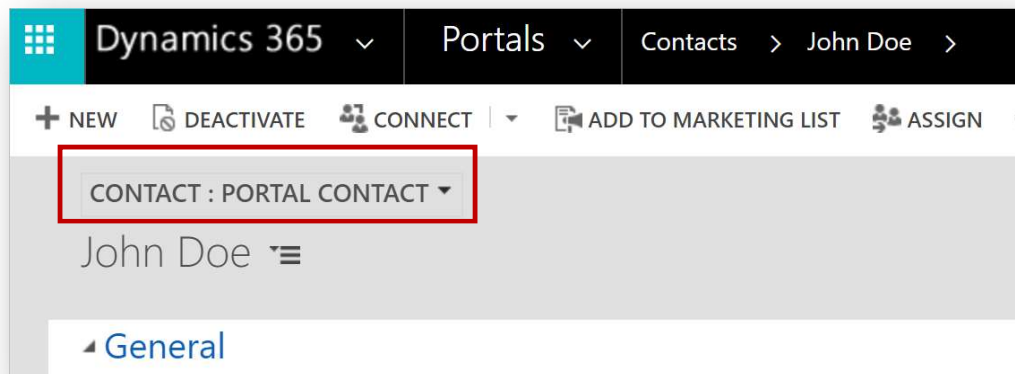 Dynamics 365 Portals Contacts > John Doe >
NEW DEACTIVATE CONNECT ADD TO MARKETING LIST ASSIGN
CONTACT : PORTAL CONTACT
John Doe
General